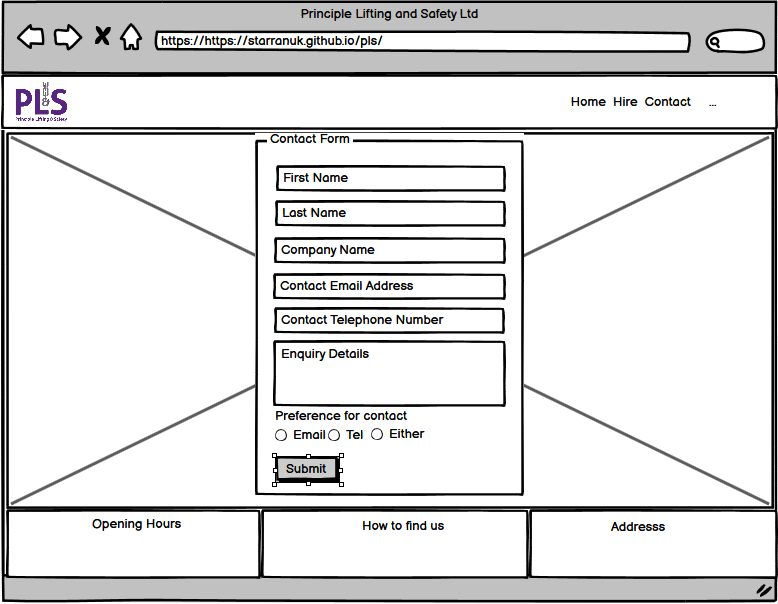 Principle Lifting and Safety Ltd
https://https://starranuk.github.io/pls/
PLS
Principle Lifting & Safety
Home Hire Contact ...
Contact Form
First Name
Last Name
Company Name
Contact Email Address
Contact Telephone Number
Enquiry Details
Preference for contact
Email Tel Either
Submit
Opening Hours
How to find us
Addresss